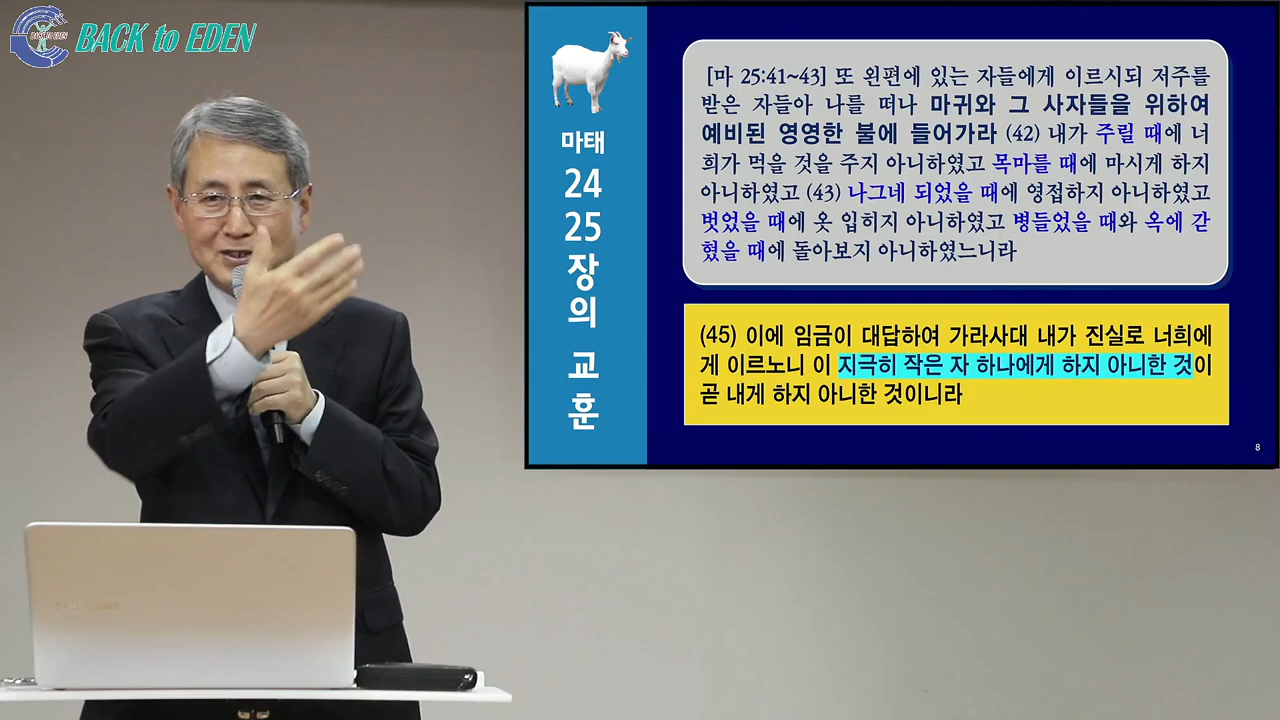 BACK to EDEN
BACK TO EDEN
마태
24
25
장
의
교
훈
[마 25:41~43] 또 왼편에 있는 자들에게 이르시되 저주를
받은 자들아 나를 떠나 마귀와 그 사자들을 위하여
예비된 영영한 불에 들어가라 (42) 내가 주릴 때에 너
희가 먹을 것을 주지 아니하였고 목마를 때에 마시게 하지
아니하였고 (43) 나그네 되었을 때에 영접하지 아니하였고
벗었을 때에 옷 입히지 아니하였고 병들었을 때와 옥에 갇
혔을 때에 돌아보지 아니하였느니라
(45) 이에 임금이 대답하여 가라사대 내가 진실로 너희에
게 이르노니 이 지극히 작은 자 하나에게 하지 아니한 것이
곧 내게 하지 아니한 것이니라
8